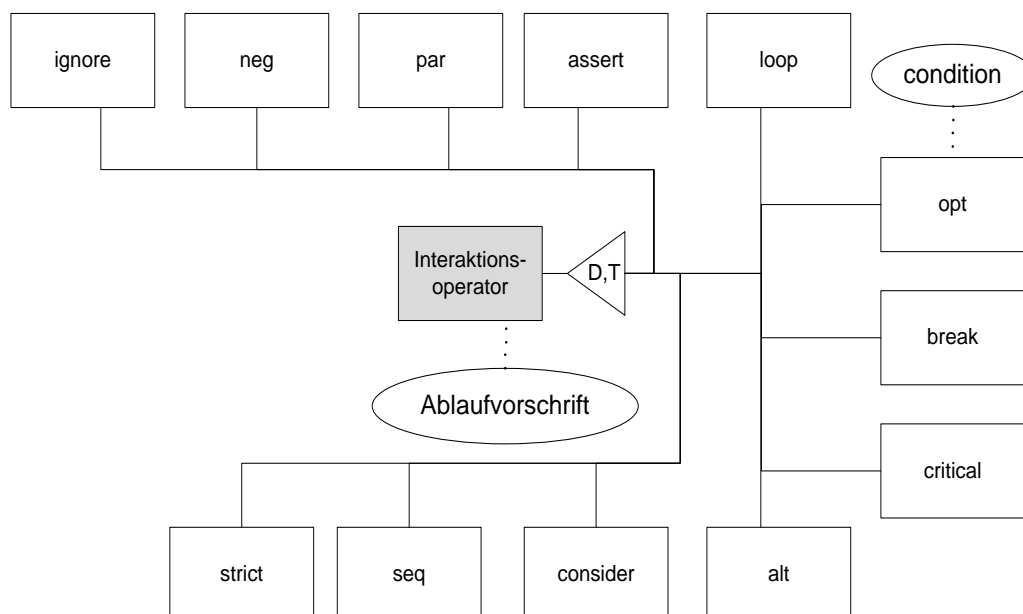 ignore
neg
par
assert
loop
condition
opt
Interaktions-
operator
D,T
break
Ablaufvorschrift
critical
strict
seq
consider
alt